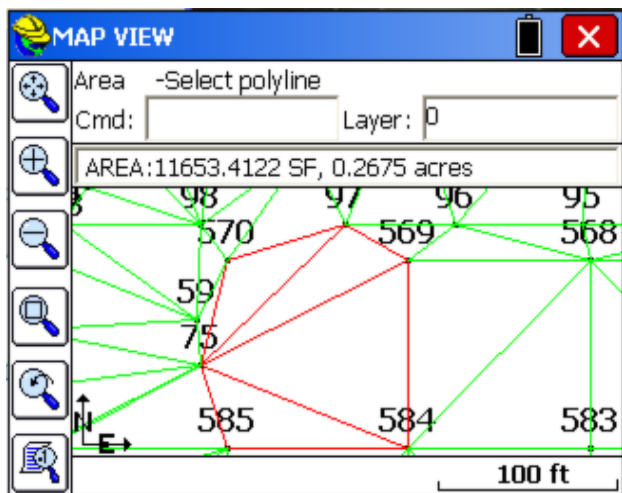 MAP VIEW
Area -Select polyline
Cmd: Layer: 0
AREA:11653.4122 SF, 0.2675 acres
98 97 96 95
570 569 568
59
75
585 584 583
N
E
100 ft